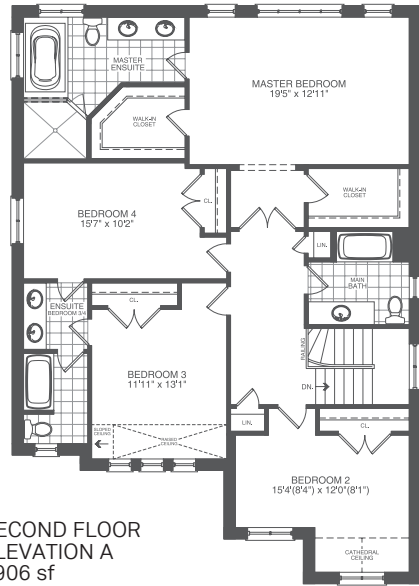 MASTER
ENSUITE
MASTER BEDROOM
19'5" x 12'11"
WALK-IN
CLOSET
WALK-IN
CLOSET
CL.
BEDROOM 4
15'7" x 10'2"
LIN.
MAIN
BATH
ENSUITE
BEDROOM 3/4
CL.
BEDROOM 3
11'11" x 13'1"
RAILING
DN.
SLOPED
CEILING
RAISED
CEILING
LIN.
CL.
BEDROOM 2
15'4"(8'4") x 12'0"(8'1")
CATHEDRAL
CEILING
ECOND FLOOR
LEVATION A
906 sf